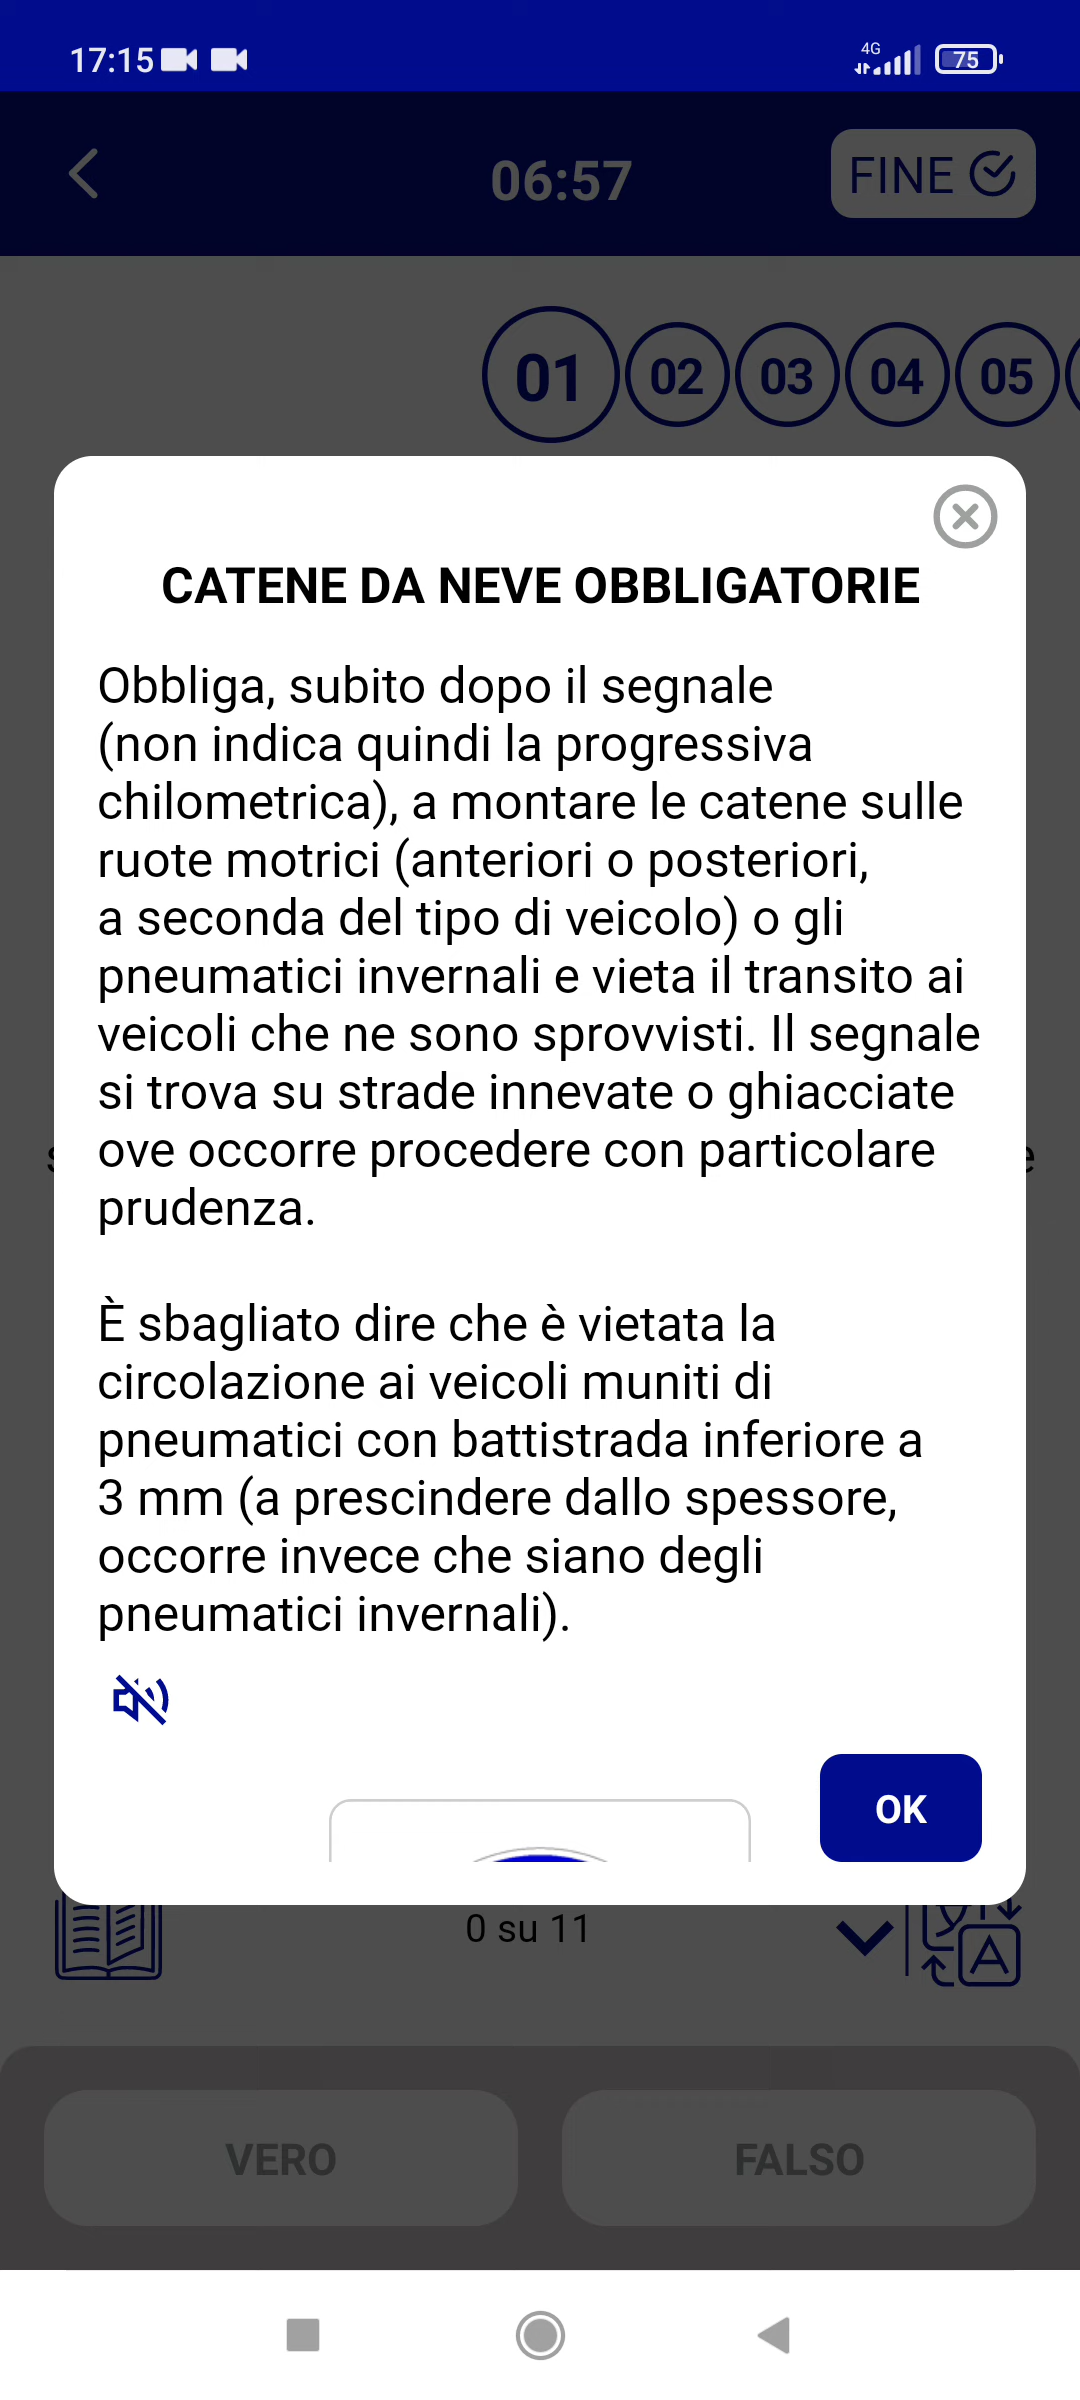 17:15
4G
75
06:57
FINE
01
02
03
04
05
CATENE DA NEVE OBBLIGATORIE
Obbliga, subito dopo il segnale
(non indica quindi la progressiva
chilometrica), a montare le catene sulle
ruote motrici (anteriori o posteriori,
a seconda del tipo di veicolo) o gli
pneumatici invernali e vieta il transito ai
veicoli che ne sono sprovvisti. Il segnale
si trova su strade innevate o ghiacciate
ove occorre procedere con particolare
prudenza.
È sbagliato dire che è vietata la
circolazione ai veicoli muniti di
pneumatici con battistrada inferiore a
3 mm (a prescindere dallo spessore,
occorre invece che siano degli
pneumatici invernali).
OK
0 su 11
A
VERO
FALSO